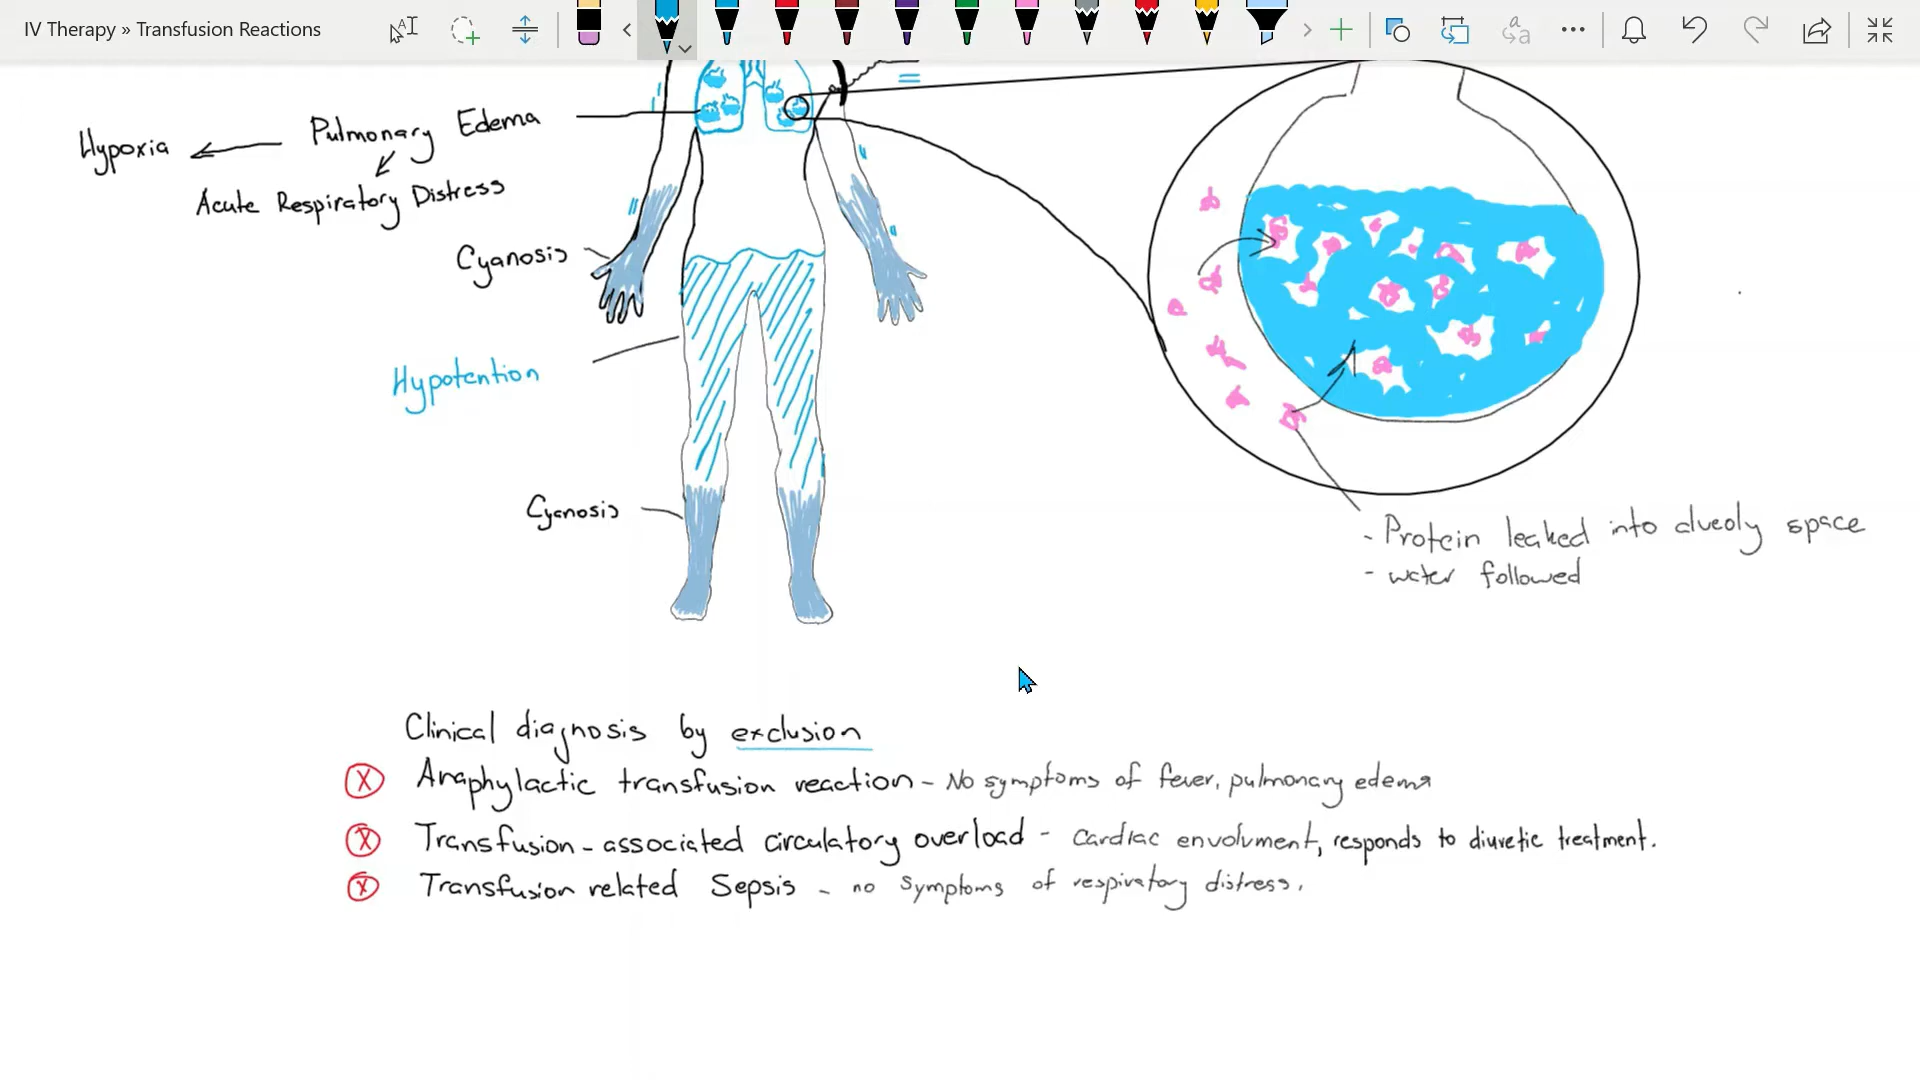 IV Therapy » Transfusion Reactions
Hypoxia
Pulmonary Edema
Acute Respiratory Distress
Cyanosis
Hypotention
Cyanosis
- Protein leaked into alveoly space
- water followed
Clinical diagnosis by exclusion
X Anaphylactic transfusion reaction - No symptoms of fever, pulmonary edema
X Transfusion - associated circulatory overload - cardiac envolvment, responds to diuretic treatment.
X Transfusion related Sepsis - no symptoms of respiratory distress.